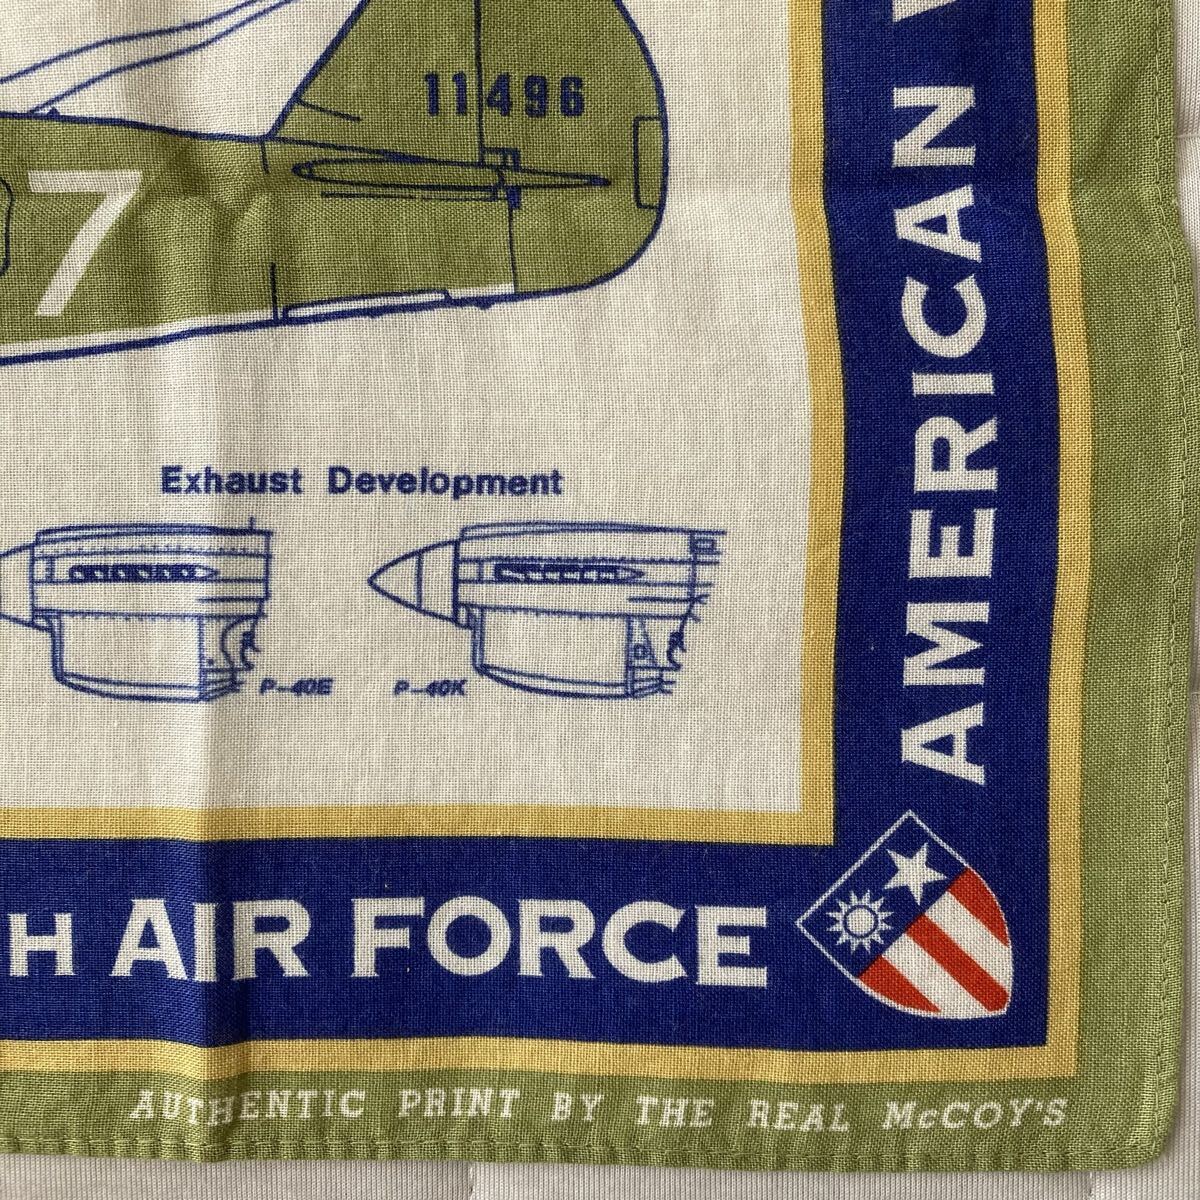 11496
7
Exhaust Development
P-40E P-40K
AMERICAN V
H AIR FORCE
AUTHENTIC PRINT BY THE REAL McCOY'S